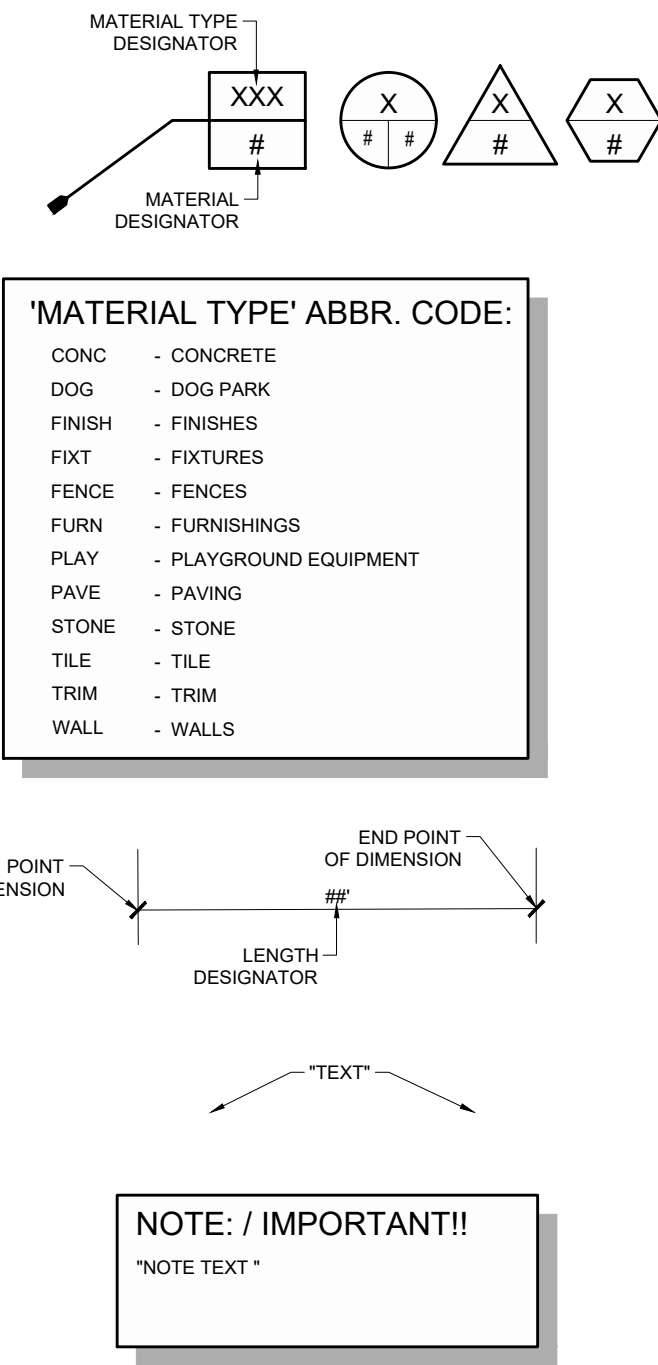 MATERIAL TYPE
DESIGNATOR
XXX
#
X
# #
X
#
X
#
MATERIAL
DESIGNATOR
'MATERIAL TYPE' ABBR. CODE:
CONC - CONCRETE
DOG - DOG PARK
FINISH - FINISHES
FIXT - FIXTURES
FENCE - FENCES
FURN - FURNISHINGS
PLAY - PLAYGROUND EQUIPMENT
PAVE - PAVING
STONE - STONE
TILE - TILE
TRIM - TRIM
WALL - WALLS
POINT
END POINT
OF DIMENSION
##'
LENGTH
DESIGNATOR
"TEXT"
NOTE: / IMPORTANT!!
"NOTE TEXT "